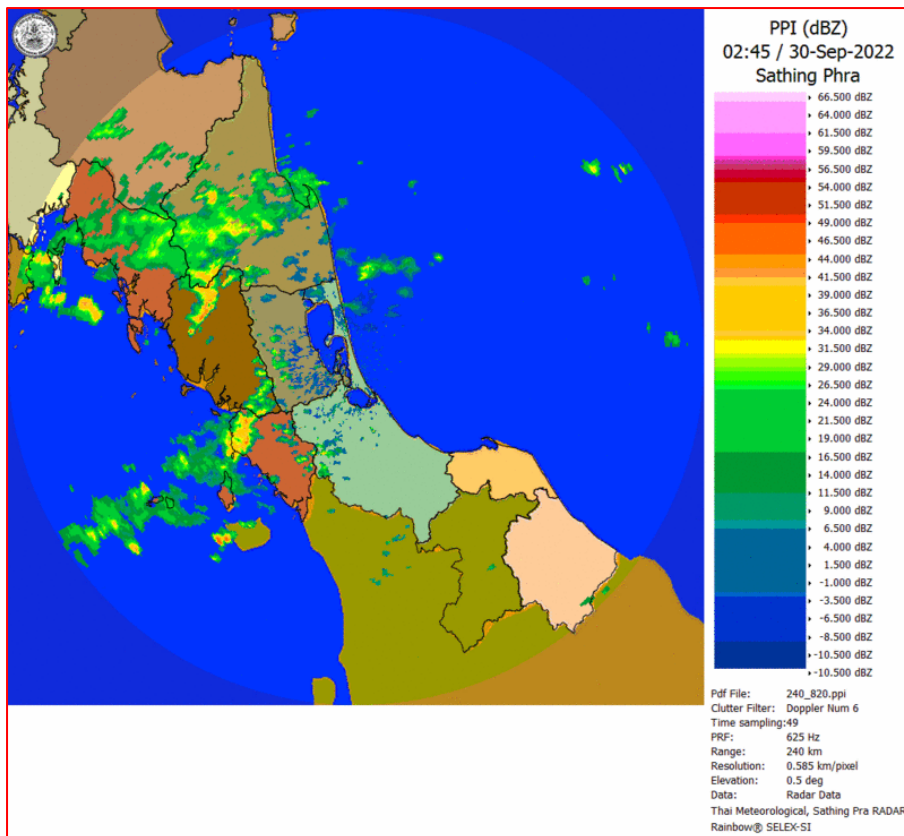 PPI (dBZ)
02:45 / 30-Sep-2022
Sathing Phra
66.500 dBZ
64.000 dBZ
61.500 dBZ
59.500 dBZ
56.500 dBZ
54.000 dBZ
51.500 dBZ
49.000 dBZ
46.500 dBZ
44.000 dBZ
41.500 dBZ
39.000 dBZ
36.500 dBZ
34.000 dBZ
31.500 dBZ
29.000 dBZ
26.500 dBZ
24.000 dBZ
21.500 dBZ
19.000 dBZ
16.500 dBZ
14.000 dBZ
11.500 dBZ
9.000 dBZ
6.500 dBZ
4.000 dBZ
1.500 dBZ
-1.000 dBZ
-3.500 dBZ
-6.500 dBZ
-8.500 dBZ
-10.500 dBZ
-10.500 dBZ
Pdf File: 240_820.ppi
Clutter Filter: Doppler Num 6
Time sampling:49
PRF: 625 Hz
Range: 240 km
Resolution: 0.585 km/pixel
Elevation: 0.5 deg
Data: Radar Data
Thai Meteorological, Sathing Pra RADAR
Rainbow® SELEX-SI